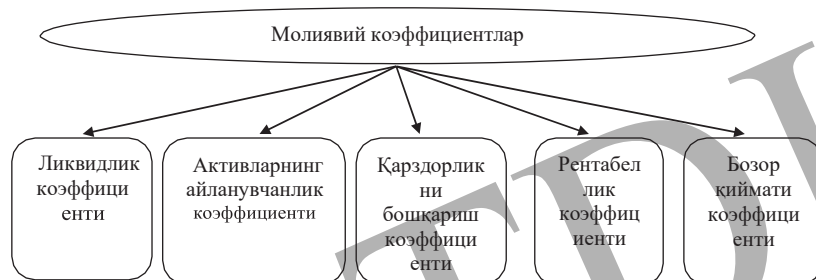 Молиявий коэффициентлар
Ликвидлик
коэффици
енти
Активларнинг
айланувчанлик
коэффициенти
Қарздорлик
ни
бошқариш
коэффици
енти
Рентабел
лик
коэффиц
иенти
Бозор
қиймати
коэффици
енти